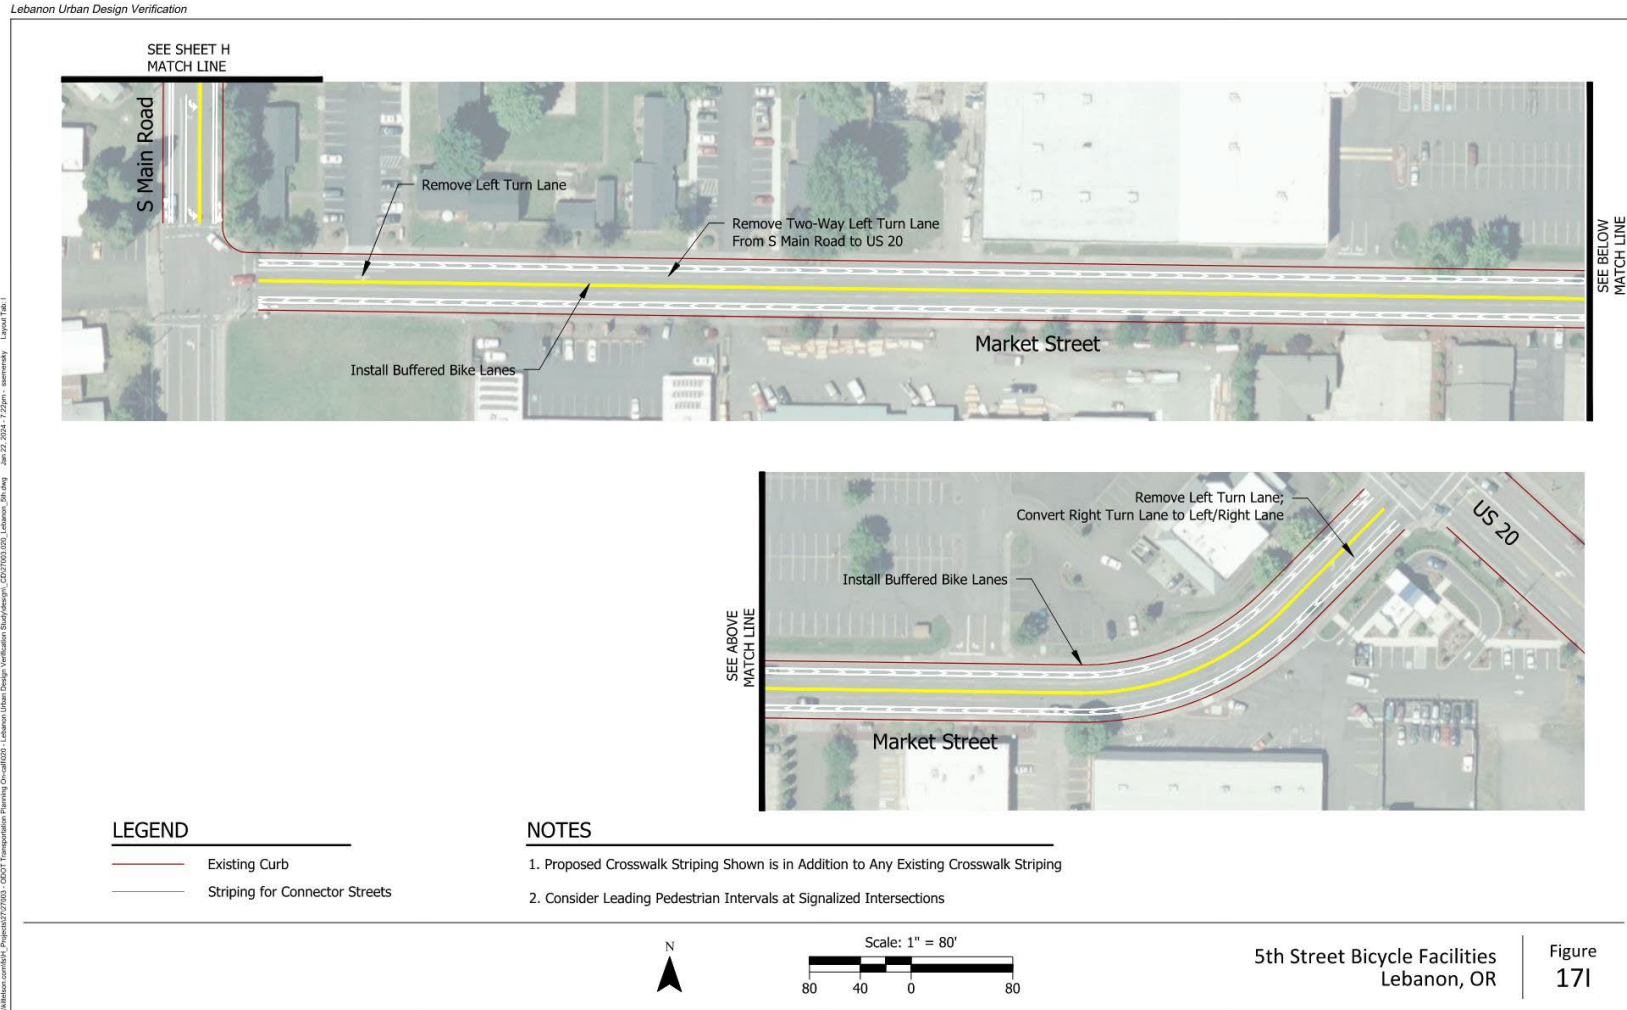 Lebanon Urban Design Verification
SEE SHEET H
MATCH LINE
S Main Road
Remove Left Turn Lane
Remove Two-Way Left Turn Lane
From S Main Road to US 20
Install Buffered Bike Lanes
Market Street
SEE BELOW
MATCH LINE
Remove Left Turn Lane;
Convert Right Turn Lane to Left/Right Lane
US 20
Install Buffered Bike Lanes
SEE ABOVE
MATCH LINE
Market Street
LEGEND
Existing Curb
Striping for Connector Streets
NOTES
1. Proposed Crosswalk Striping Shown is in Addition to Any Existing Crosswalk Striping
2. Consider Leading Pedestrian Intervals at Signalized Intersections
N
Scale: 1" = 80'
80 40 0 80
5th Street Bicycle Facilities
Lebanon, OR
Figure
17I